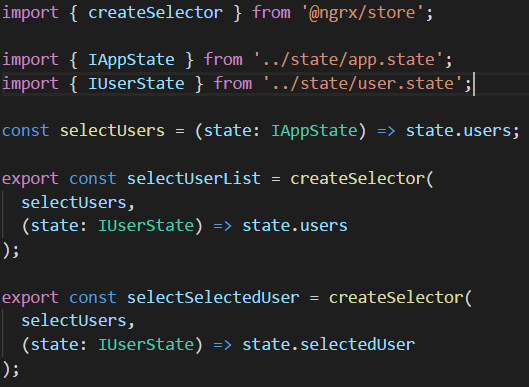 import { createSelector } from '@ngrx/store';
import { IAppState } from '../state/app.state';
import { IUserState } from '../state/user.state';
const selectUsers = (state: IAppState) => state.users;
export const selectUserList = createSelector(
  selectUsers,
  (state: IUserState) => state.users
);
export const selectSelectedUser = createSelector(
  selectUsers,
  (state: IUserState) => state.selectedUser
);